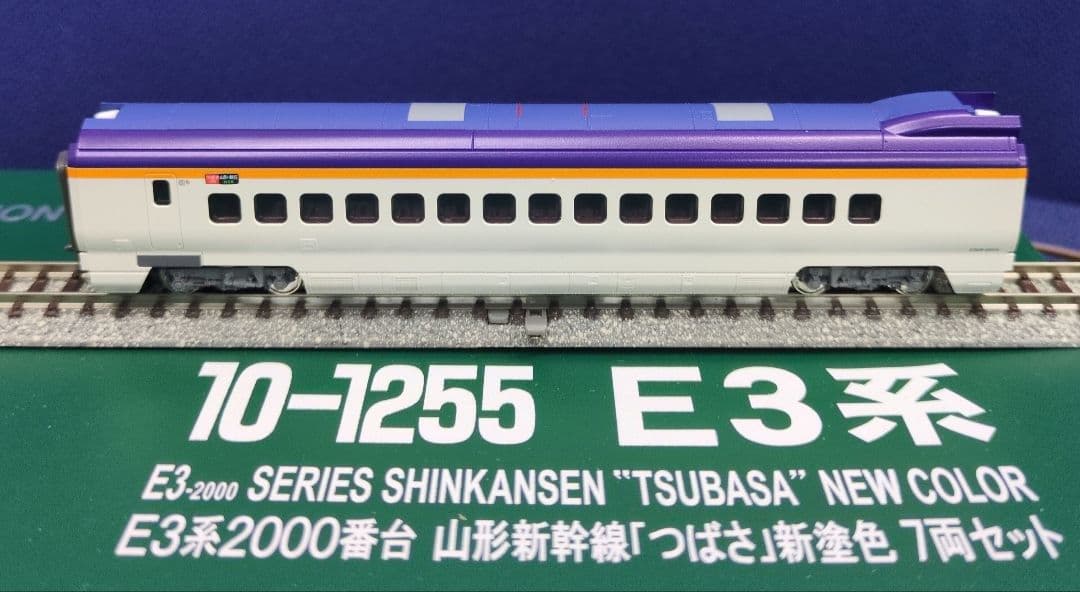 ION
10-1255 E3系
E3-2000 SERIES SHINKANSEN "TSUBASA" NEW COLOR
E3系2000番台 山形新幹線「つばさ」新塗色 7両セット